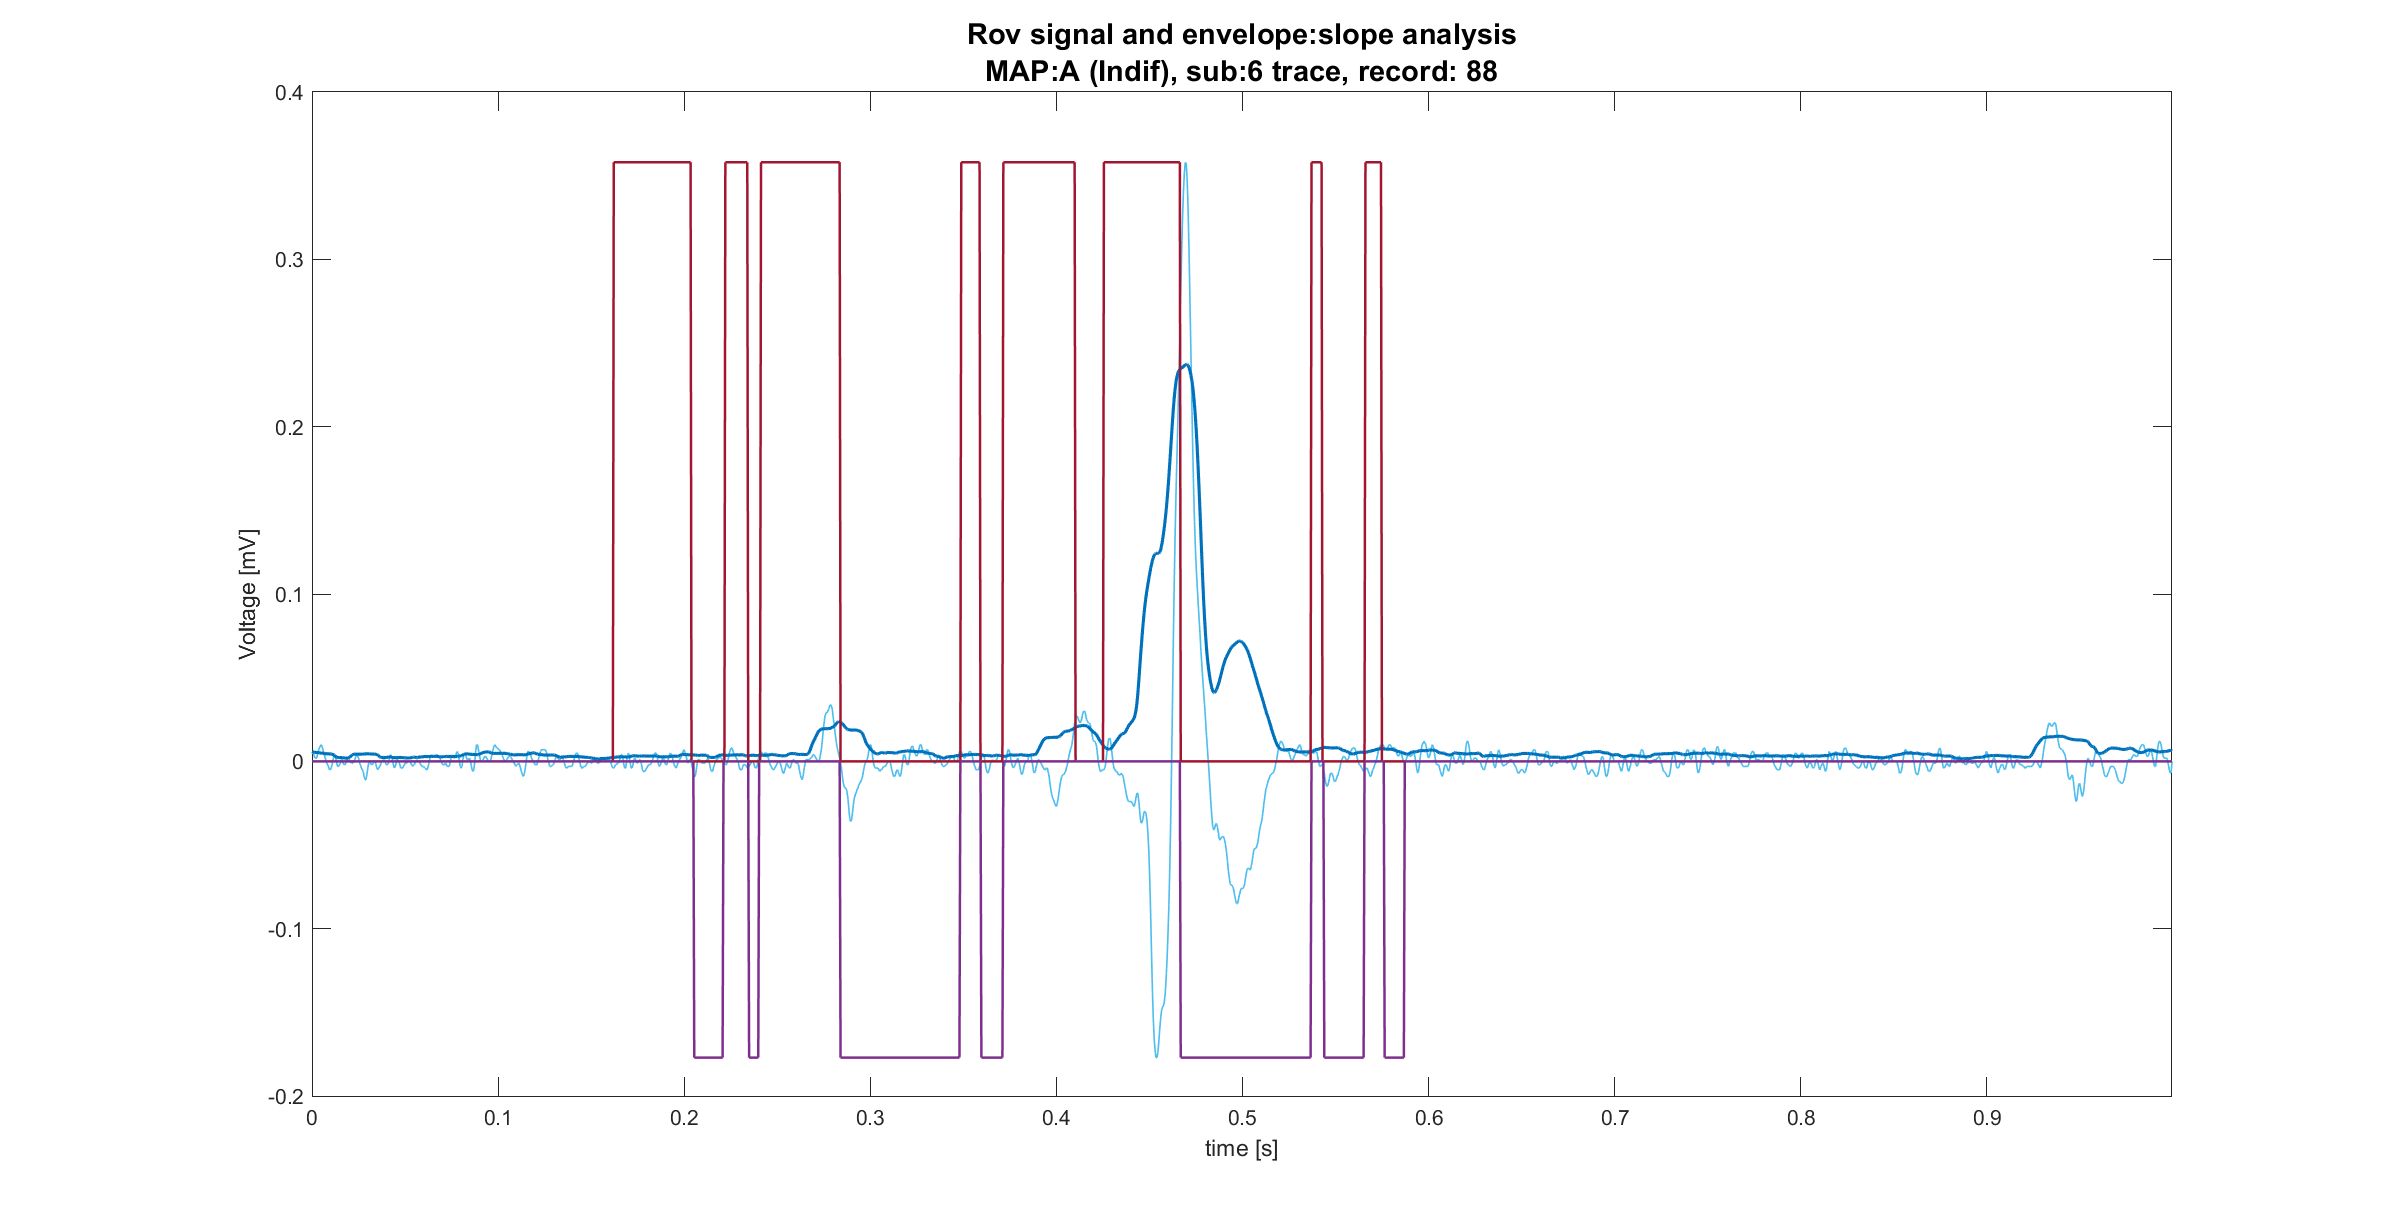 Rov signal and envelope:slope analysis
MAP:A (Indif), sub:6 trace, record: 88
0.4
0.3
0.2
0.1
0
-0.1
-0.2
Voltage [mV]
0 0.1 0.2 0.3 0.4 0.5 0.6 0.7 0.8 0.9
time [s]